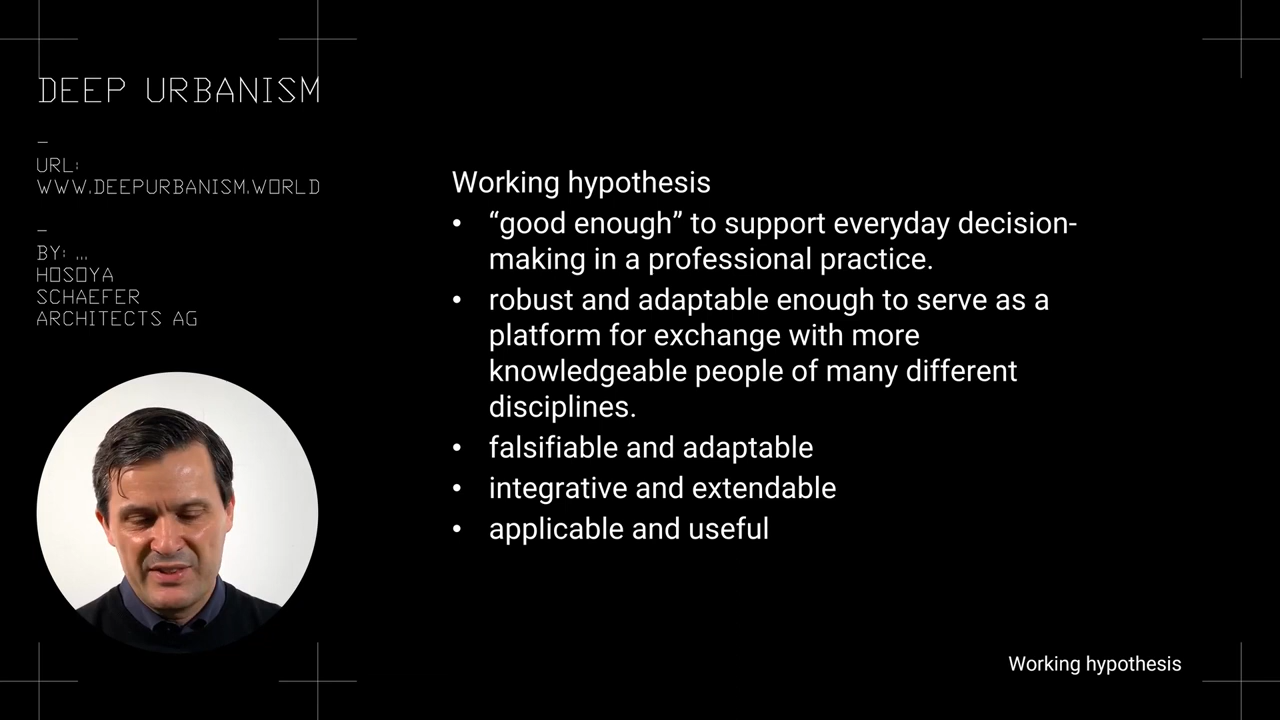 DEEP URBANISM
–
URL:
WWW.DEEPURBANISM.WORLD
–
BY: ...
HOSOYA
SCHAEFER
ARCHITECTS AG
Working hypothesis
• “good enough” to support everyday decision-
making in a professional practice.
• robust and adaptable enough to serve as a
platform for exchange with more
knowledgeable people of many different
disciplines.
• falsifiable and adaptable
• integrative and extendable
• applicable and useful
Working hypothesis